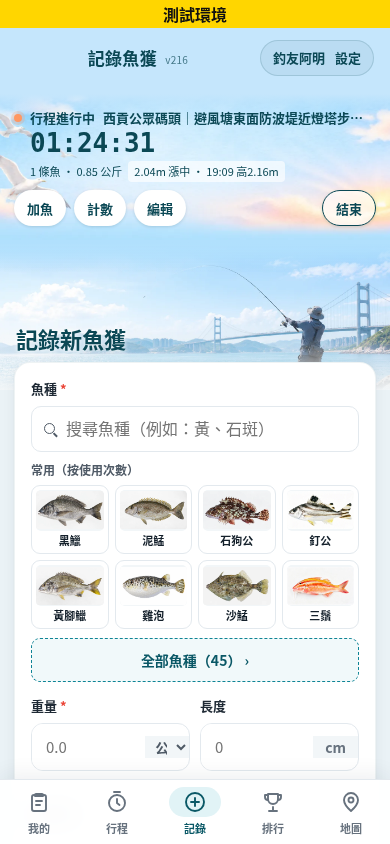 測試環境
記錄魚獲 v216
釣友阿明 設定
行程進行中 西貢公眾碼頭｜避風塘東面防波堤近燈塔步…
01:24:31
1 條魚 · 0.85 公斤 2.04m 漲中 · 19:09 高2.16m
加魚 計數 編輯 結束
記錄新魚獲
魚種 *
搜尋魚種（例如：黃、石斑）
常用（按使用次數）
黑鱲 泥鯭 石狗公 釘公
黃腳鱲 雞泡 沙鯭 三鬚
全部魚種（45） ›
重量 * 長度
0.0 公 0 cm
我的 行程 記錄 排行 地圖